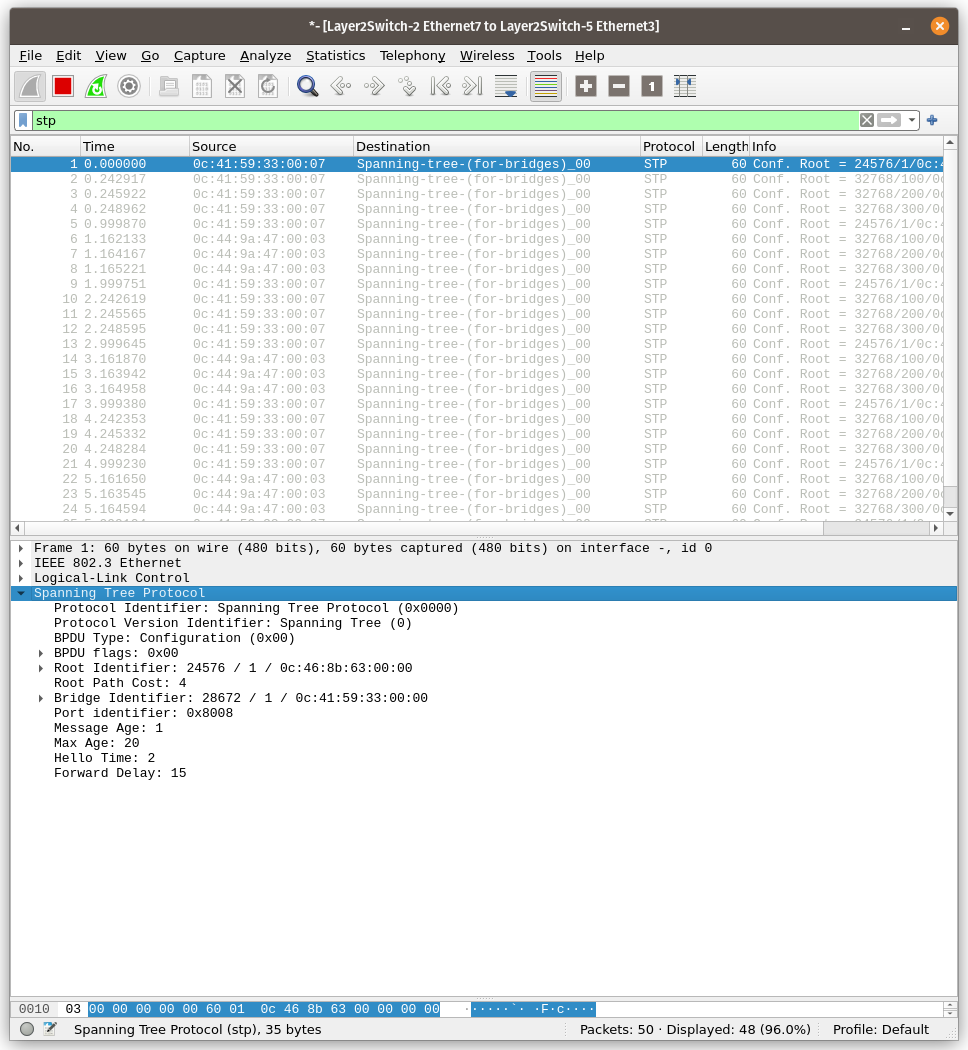 *- [Layer2Switch-2 Ethernet7 to Layer2Switch-5 Ethernet3]
File Edit View Go Capture Analyze Statistics Telephony Wireless Tools Help
1
stp
No. Time Source Destination Protocol Length Info
1 0.000000 0c:41:59:33:00:07 Spanning-tree-(for-bridges)_00 STP 60 Conf. Root = 24576/1/0c:4
2 0.242917 0c:41:59:33:00:07 Spanning-tree-(for-bridges)_00 STP 60 Conf. Root = 32768/100/0c
3 0.245922 0c:41:59:33:00:07 Spanning-tree-(for-bridges)_00 STP 60 Conf. Root = 32768/200/0c
4 0.248962 0c:41:59:33:00:07 Spanning-tree-(for-bridges)_00 STP 60 Conf. Root = 32768/300/0c
5 0.999870 0c:41:59:33:00:07 Spanning-tree-(for-bridges)_00 STP 60 Conf. Root = 24576/1/0c:4
6 1.162133 0c:44:9a:47:00:03 Spanning-tree-(for-bridges)_00 STP 60 Conf. Root = 32768/100/0c
7 1.164167 0c:44:9a:47:00:03 Spanning-tree-(for-bridges)_00 STP 60 Conf. Root = 32768/200/0c
8 1.165221 0c:44:9a:47:00:03 Spanning-tree-(for-bridges)_00 STP 60 Conf. Root = 32768/300/0c
9 1.999751 0c:41:59:33:00:07 Spanning-tree-(for-bridges)_00 STP 60 Conf. Root = 24576/1/0c:4
10 2.242619 0c:41:59:33:00:07 Spanning-tree-(for-bridges)_00 STP 60 Conf. Root = 32768/100/0c
11 2.245565 0c:41:59:33:00:07 Spanning-tree-(for-bridges)_00 STP 60 Conf. Root = 32768/200/0c
12 2.248595 0c:41:59:33:00:07 Spanning-tree-(for-bridges)_00 STP 60 Conf. Root = 32768/300/0c
13 2.999645 0c:41:59:33:00:07 Spanning-tree-(for-bridges)_00 STP 60 Conf. Root = 24576/1/0c:4
14 3.161870 0c:44:9a:47:00:03 Spanning-tree-(for-bridges)_00 STP 60 Conf. Root = 32768/100/0c
15 3.163942 0c:44:9a:47:00:03 Spanning-tree-(for-bridges)_00 STP 60 Conf. Root = 32768/200/0c
16 3.164958 0c:44:9a:47:00:03 Spanning-tree-(for-bridges)_00 STP 60 Conf. Root = 32768/300/0c
17 3.999380 0c:41:59:33:00:07 Spanning-tree-(for-bridges)_00 STP 60 Conf. Root = 24576/1/0c:4
18 4.242353 0c:41:59:33:00:07 Spanning-tree-(for-bridges)_00 STP 60 Conf. Root = 32768/100/0c
19 4.245332 0c:41:59:33:00:07 Spanning-tree-(for-bridges)_00 STP 60 Conf. Root = 32768/200/0c
20 4.248284 0c:41:59:33:00:07 Spanning-tree-(for-bridges)_00 STP 60 Conf. Root = 32768/300/0c
21 4.999230 0c:41:59:33:00:07 Spanning-tree-(for-bridges)_00 STP 60 Conf. Root = 24576/1/0c:4
22 5.161650 0c:44:9a:47:00:03 Spanning-tree-(for-bridges)_00 STP 60 Conf. Root = 32768/100/0c
23 5.163545 0c:44:9a:47:00:03 Spanning-tree-(for-bridges)_00 STP 60 Conf. Root = 32768/200/0c
24 5.164594 0c:44:9a:47:00:03 Spanning-tree-(for-bridges)_00 STP 60 Conf. Root = 32768/300/0c
Frame 1: 60 bytes on wire (480 bits), 60 bytes captured (480 bits) on interface -, id 0
IEEE 802.3 Ethernet
Logical-Link Control
Spanning Tree Protocol
Protocol Identifier: Spanning Tree Protocol (0x0000)
Protocol Version Identifier: Spanning Tree (0)
BPDU Type: Configuration (0x00)
BPDU flags: 0x00
Root Identifier: 24576 / 1 / 0c:46:8b:63:00:00
Root Path Cost: 4
Bridge Identifier: 28672 / 1 / 0c:41:59:33:00:00
Port identifier: 0x8008
Message Age: 1
Max Age: 20
Hello Time: 2
Forward Delay: 15
0010 03 00 00 00 00 00 60 01 0c 46 8b 63 00 00 00 00 ······`· ·F·c····
Spanning Tree Protocol (stp), 35 bytes Packets: 50 · Displayed: 48 (96.0%) Profile: Default